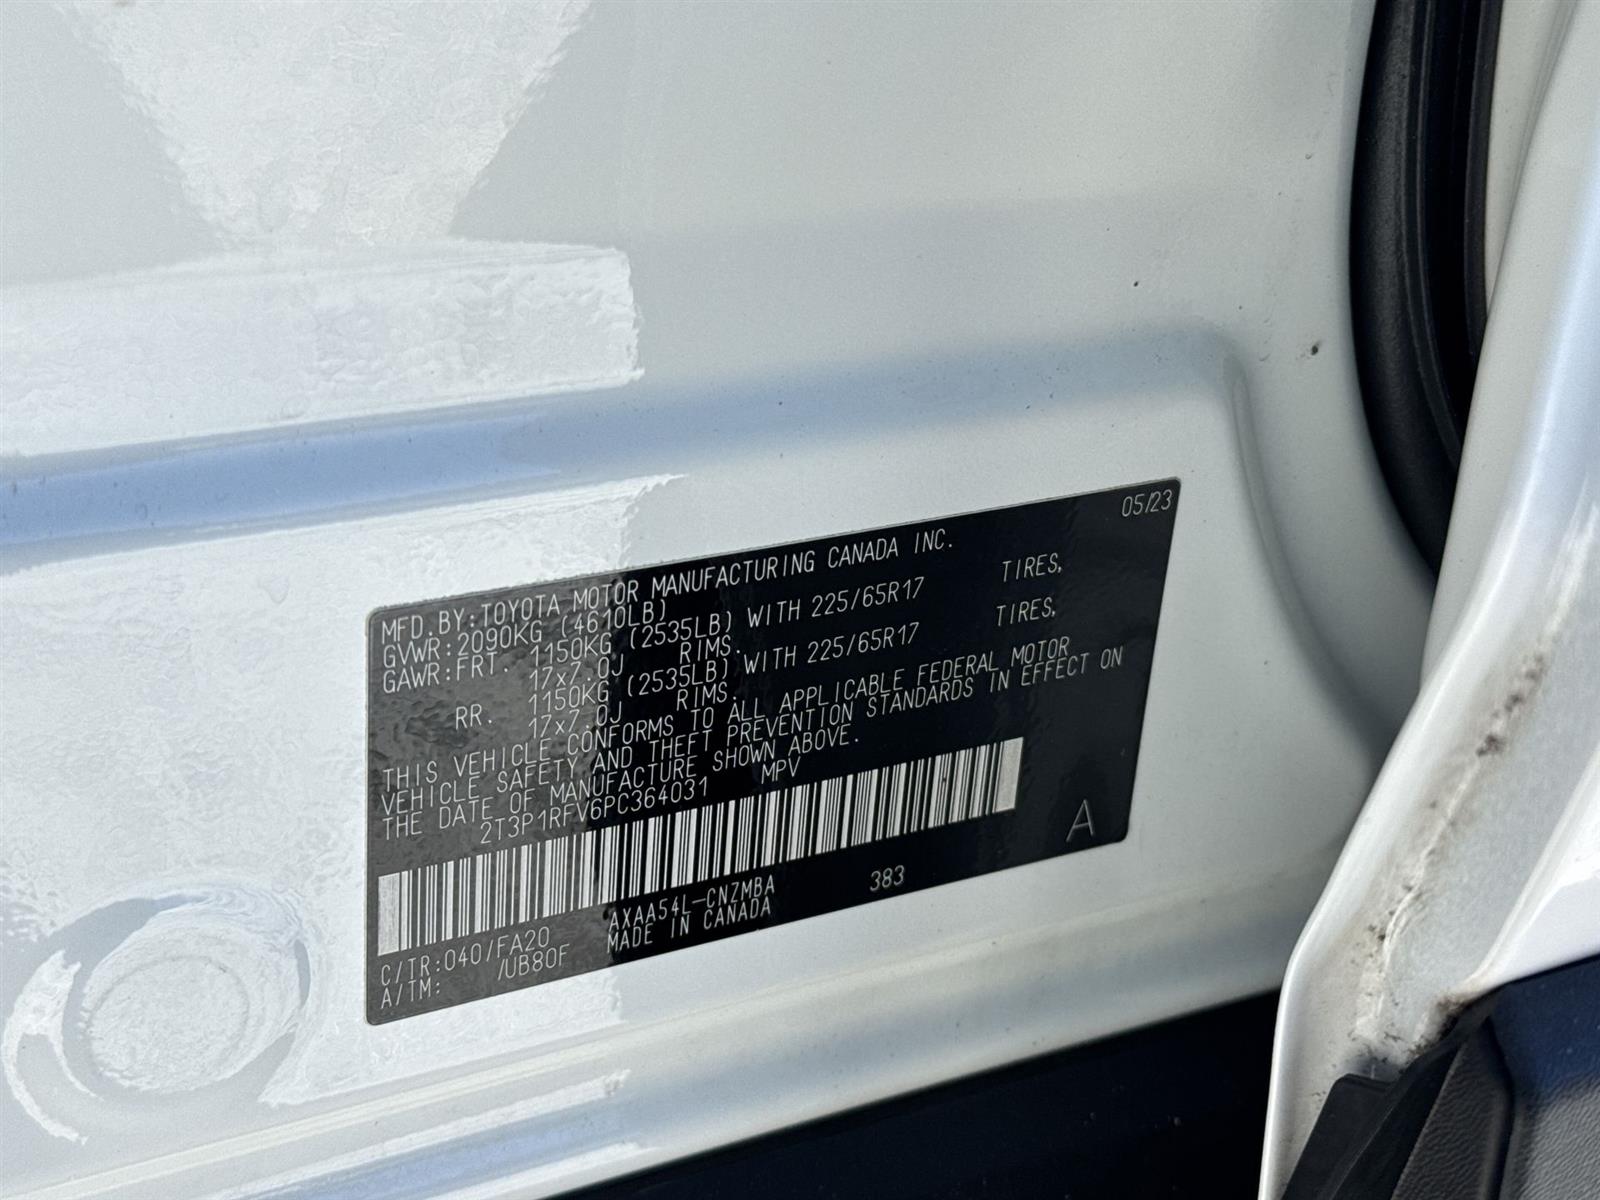 05/23
MFD.BY:TOYOTA MOTOR MANUFACTURING CANADA INC.
GVWR:2090KG (4610LB)
GAWR:FRT. 1150KG (2535LB) WITH 225/65R17 TIRES,
17x7.0J RIMS.
RR. 1150KG (2535LB) WITH 225/65R17 TIRES,
17x7.0J RIMS.
THIS VEHICLE CONFORMS TO ALL APPLICABLE FEDERAL MOTOR
VEHICLE SAFETY AND THEFT PREVENTION STANDARDS IN EFFECT ON
THE DATE OF MANUFACTURE SHOWN ABOVE.
2T3P1RFV6PC364031 MPV
A
C/TR:040/FA20 AXAA54L-CNZMBA 383
A/TM: /UB80F MADE IN CANADA